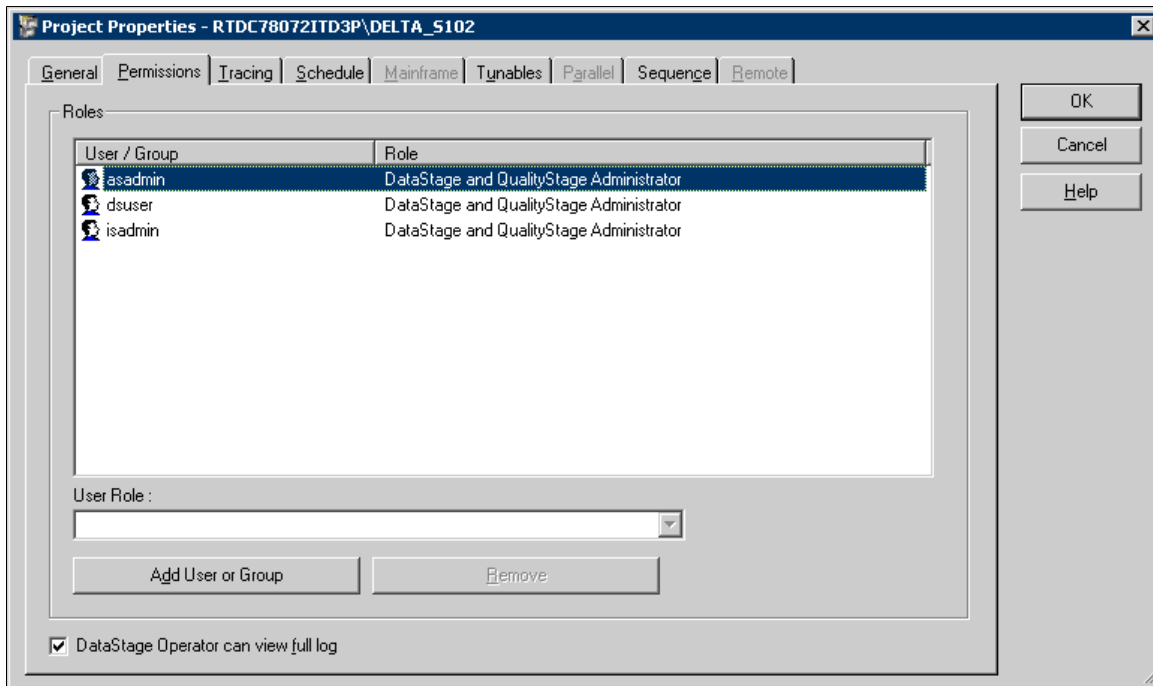 Project Properties - RTDC78072ITD3P\DELTA_S102
General Permissions Tracing Schedule Mainframe Tunables Parallel Sequence Remote
Roles
User / Group Role
asadmin DataStage and QualityStage Administrator
dsuser DataStage and QualityStage Administrator
isadmin DataStage and QualityStage Administrator
User Role :
Add User or Group Remove
DataStage Operator can view full log
OK
Cancel
Help